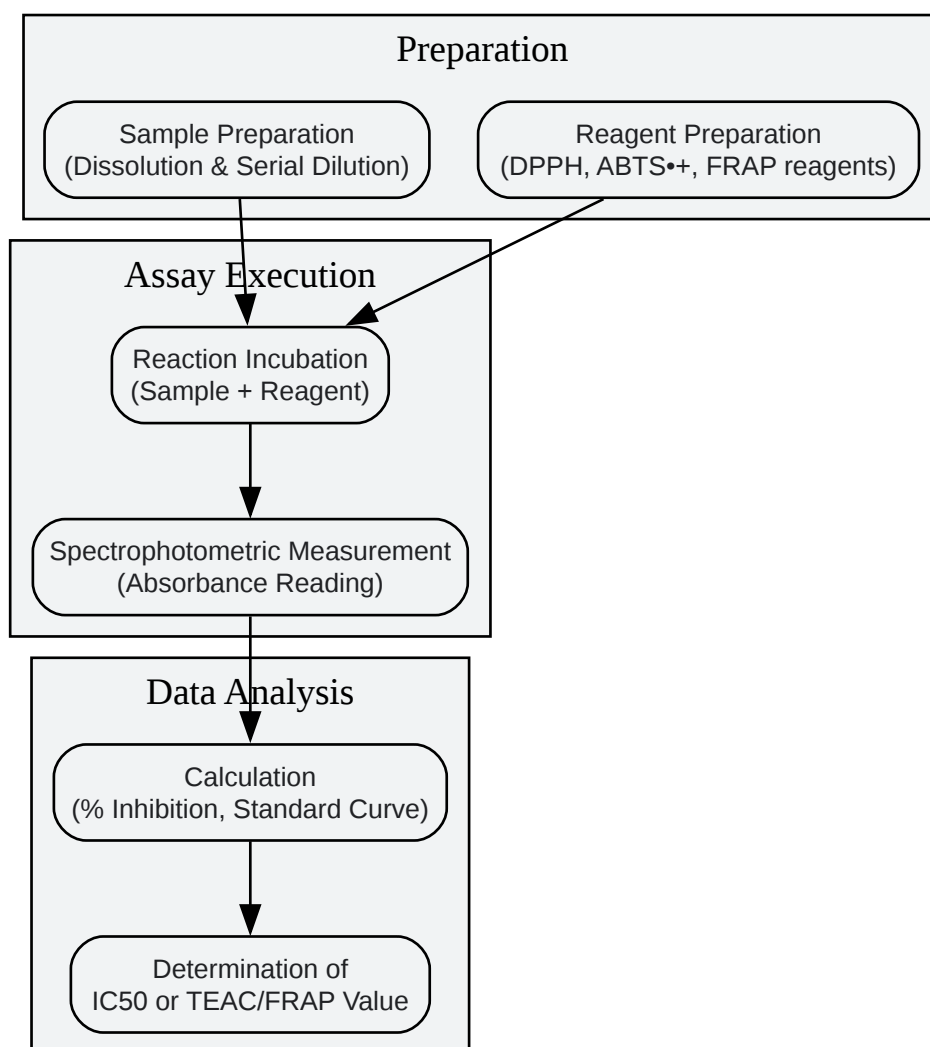 Preparation
Sample Preparation
(Dissolution & Serial Dilution)
Reagent Preparation
(DPPH, ABTS•+, FRAP reagents)
Assay Execution
Reaction Incubation
(Sample + Reagent)
Spectrophotometric Measurement
(Absorbance Reading)
Data Analysis
Calculation
(% Inhibition, Standard Curve)
Determination of
IC50 or TEAC/FRAP Value